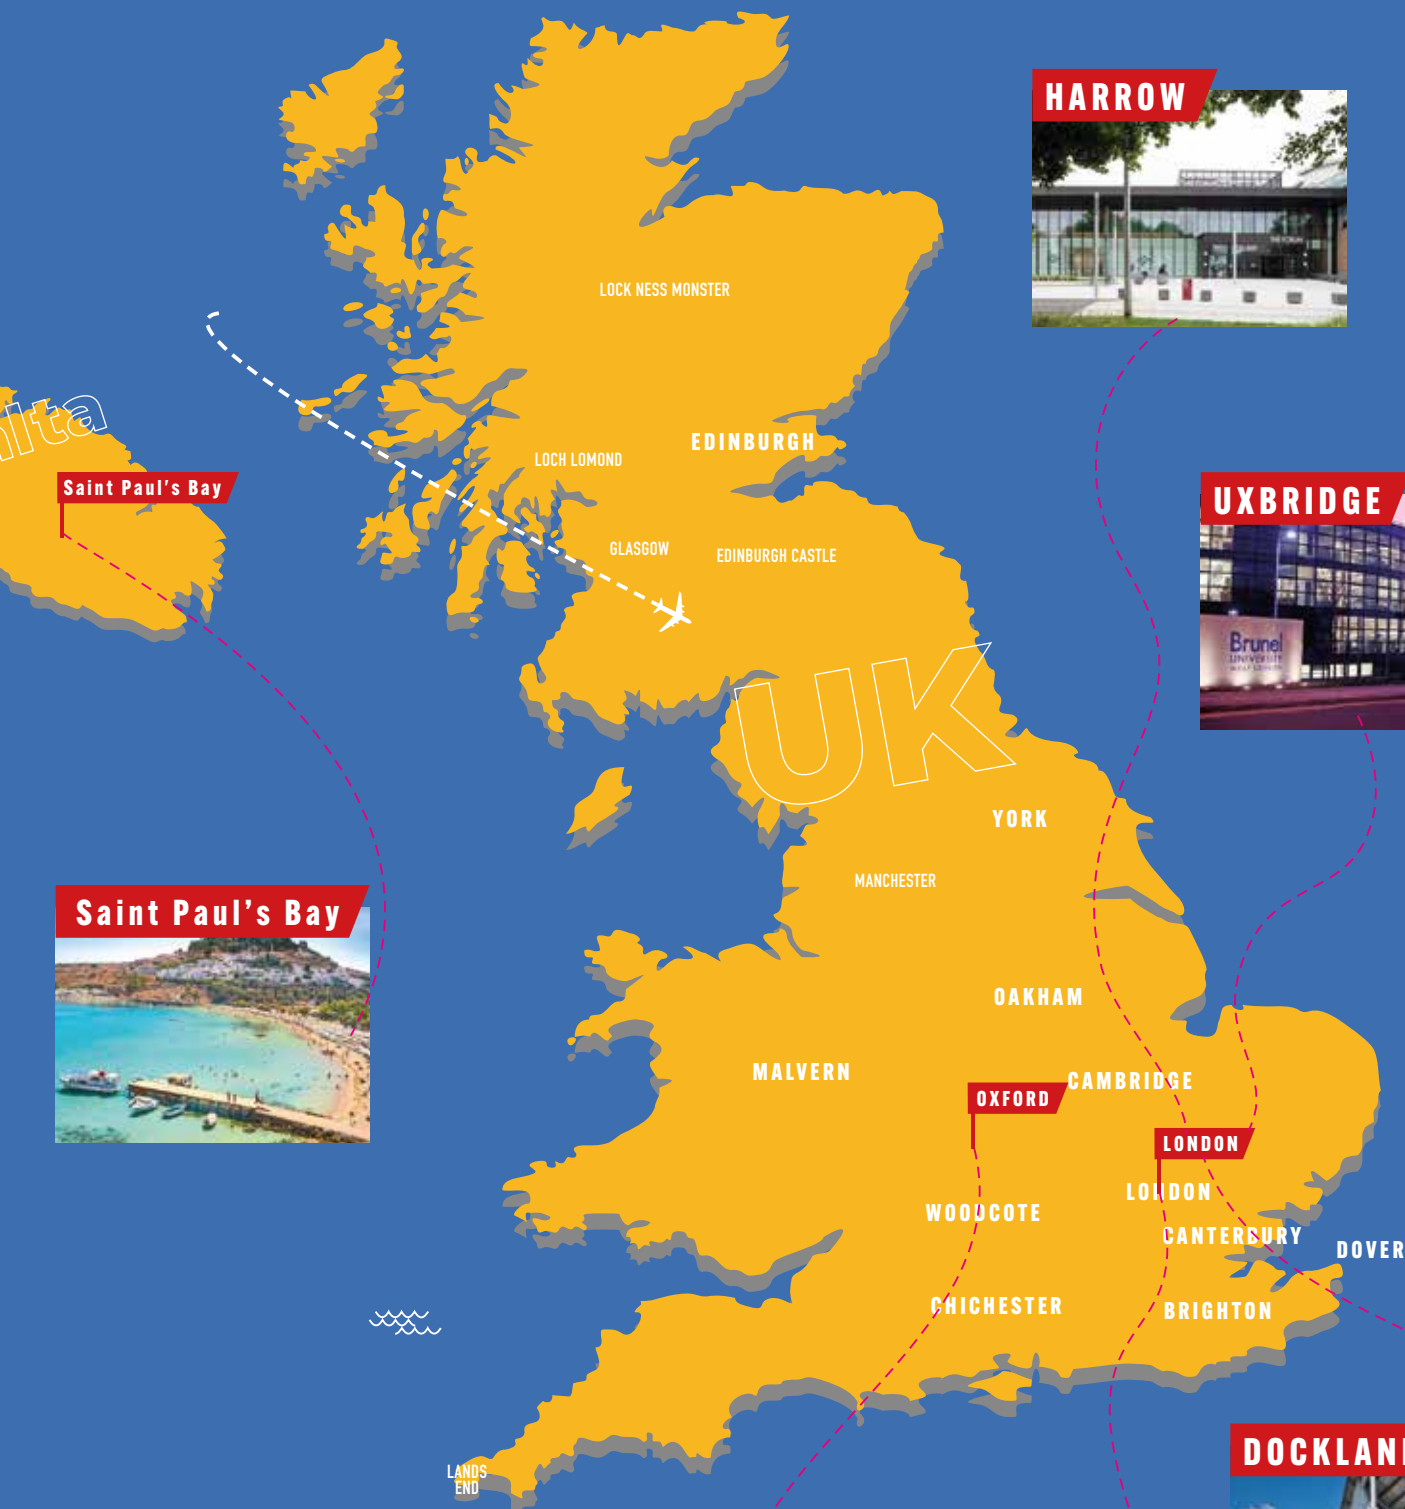 HARROW
LOCK NESS MONSTER
EDINBURGH
LOCH LOMOND
Saint Paul's Bay
UXBRIDGE
GLASGOW
EDINBURGH CASTLE
Brunel
UNIVERSITY
UK
YORK
MANCHESTER
Saint Paul's Bay
OAKHAM
MALVERN
CAMBRIDGE
OXFORD
LONDON
LONDON
WOODCOTE
CANTERBURY
DOVER
CHICHESTER
BRIGHTON
LANDS
END